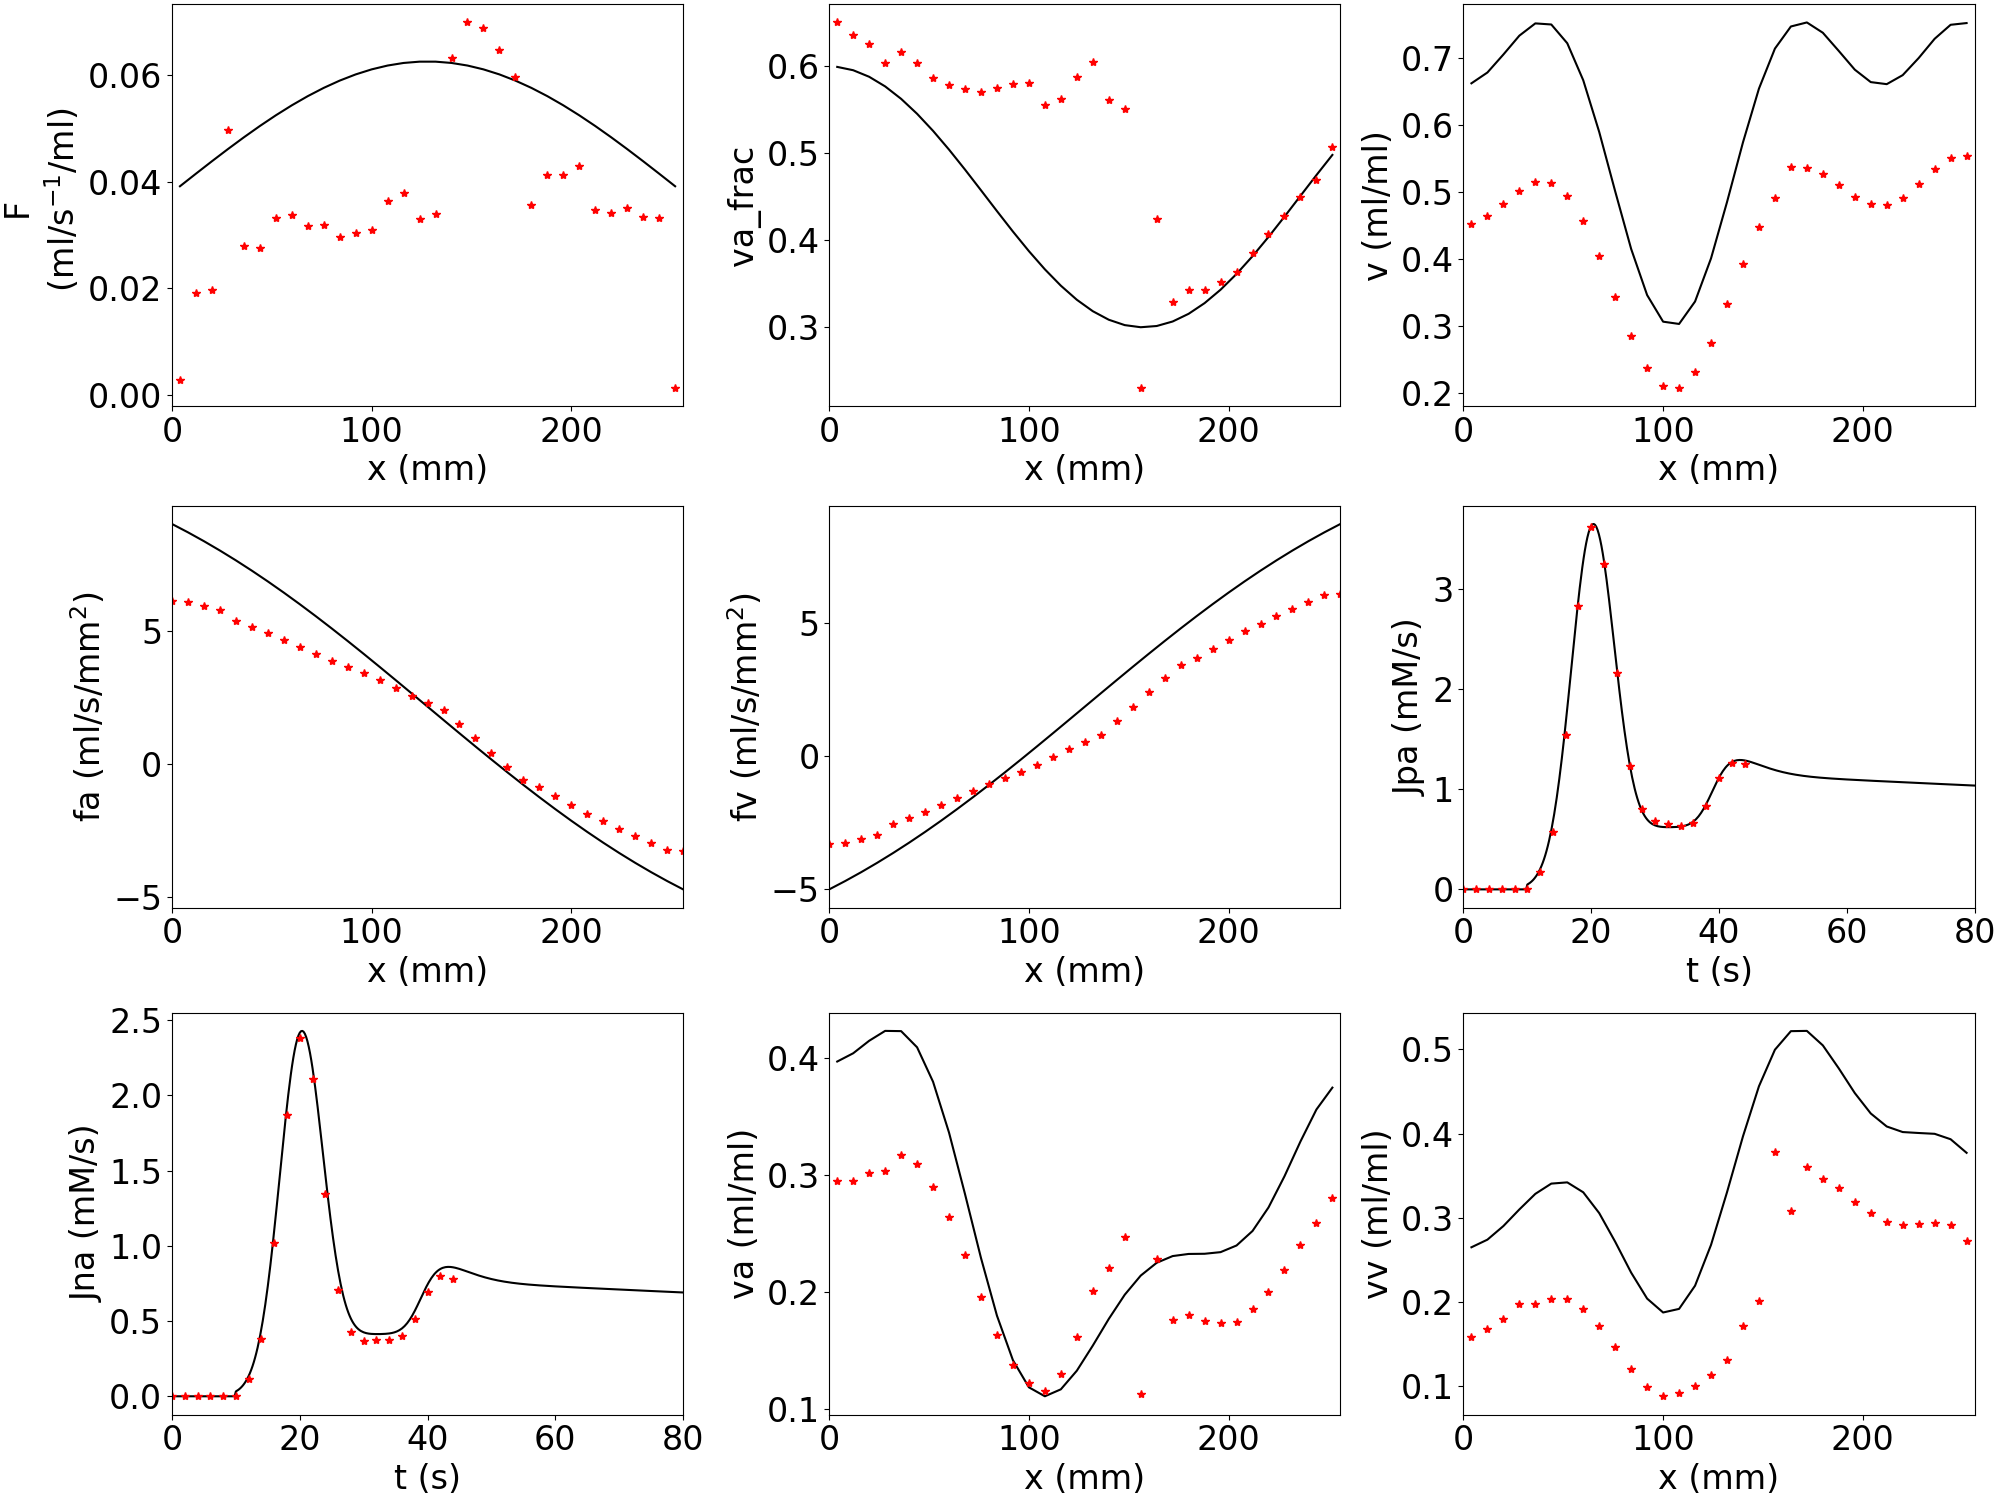 F
(ml/s⁻¹/ml)
0.06
0.04
0.02
0.00
0 100 200
x (mm)
va_frac
0.6
0.5
0.4
0.3
0 100 200
x (mm)
v (ml/ml)
0.7
0.6
0.5
0.4
0.3
0.2
0 100 200
x (mm)
fa (ml/s/mm²)
5
0
−5
0 100 200
x (mm)
fv (ml/s/mm²)
5
0
−5
0 100 200
x (mm)
Jpa (mM/s)
3
2
1
0
0 20 40 60 80
t (s)
Jna (mM/s)
2.5
2.0
1.5
1.0
0.5
0.0
0 20 40 60 80
t (s)
va (ml/ml)
0.4
0.3
0.2
0.1
0 100 200
x (mm)
vv (ml/ml)
0.5
0.4
0.3
0.2
0.1
0 100 200
x (mm)